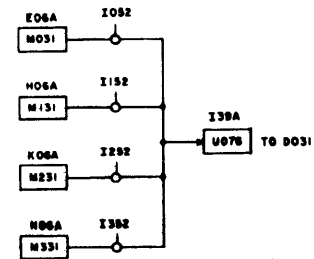 E06A I052
M031
H06A I152
M131
I39A
U076 TO D031
K06A I252
M231
N06A I352
M331